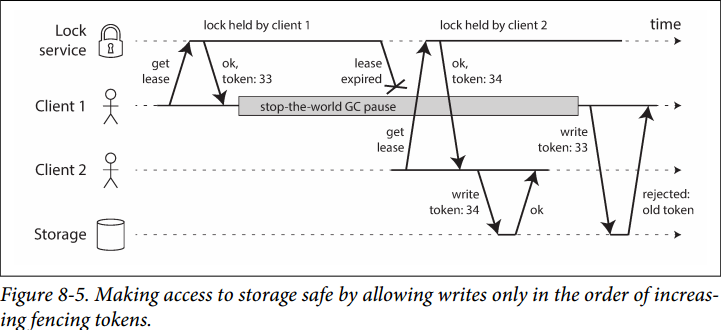 Lock service
lock held by client 1
lock held by client 2
time
get lease
ok, token: 33
lease expired
ok, token: 34
Client 1
stop-the-world GC pause
get lease
write token: 33
Client 2
write token: 34
ok
rejected: old token
Storage
Figure 8-5. Making access to storage safe by allowing writes only in the order of increas-
ing fencing tokens.